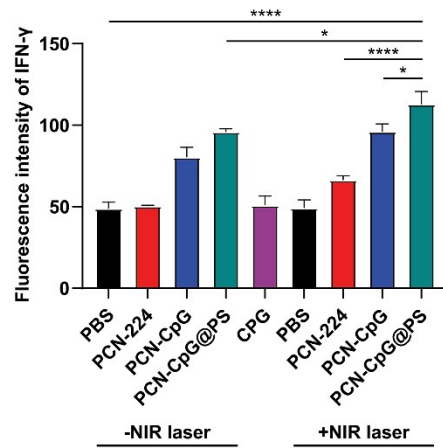 ****
*
****
*
Fluorescence intensity of IFN-γ
150
100
50
0
PBS
PCN-224
PCN-CpG
PCN-CpG@PS
CPG
PBS
PCN-224
PCN-CpG
PCN-CpG@PS
-NIR laser
+NIR laser